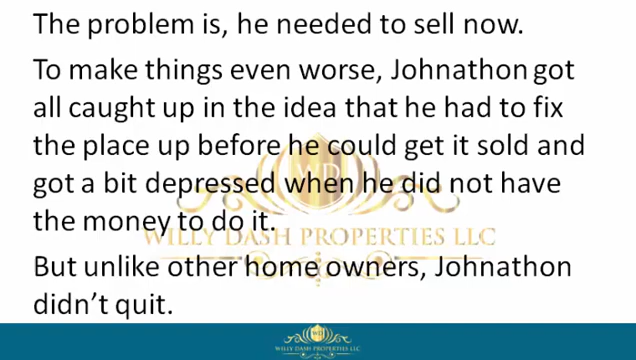 The problem is, he needed to sell now.
To make things even worse, Johnathon got
all caught up in the idea that he had to fix
the place up before he could get it sold and
got a bit depressed when he did not have
the money to do it.
WILLY DASH PROPERTIES LLC
But unlike other home owners, Johnathon
didn't quit.
WILLY DASH PROPERTIES LLC